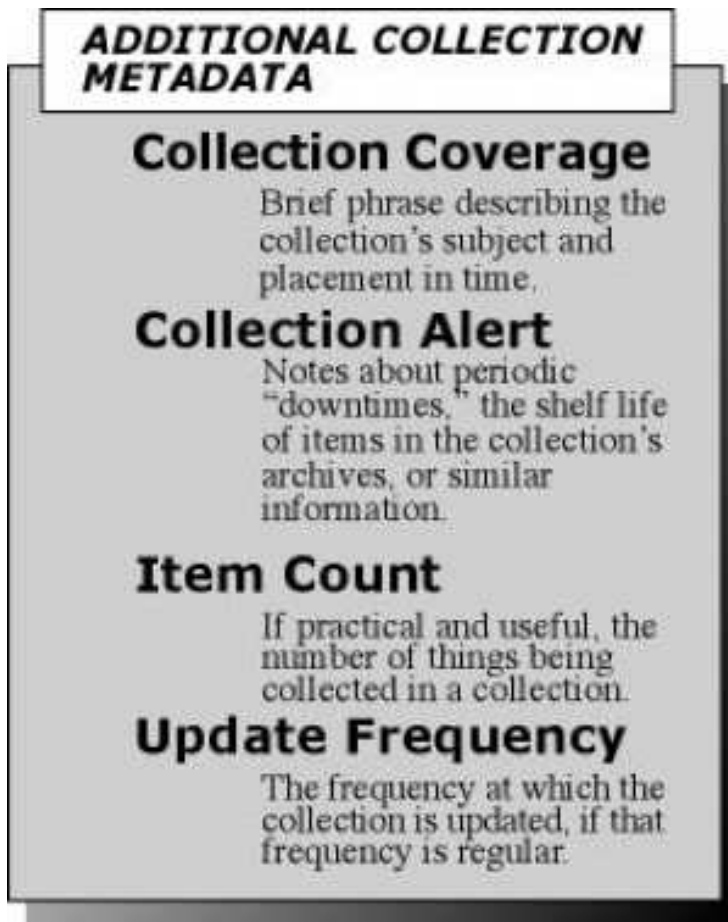 ADDITIONAL COLLECTION
METADATA
Collection Coverage
Brief phrase describing the
collection's subject and
placement in time.
Collection Alert
Notes about periodic
"downtimes," the shelf life
of items in the collection's
archives, or similar
information.
Item Count
If practical and useful, the
number of things being
collected in a collection.
Update Frequency
The frequency at which the
collection is updated, if that
frequency is regular.